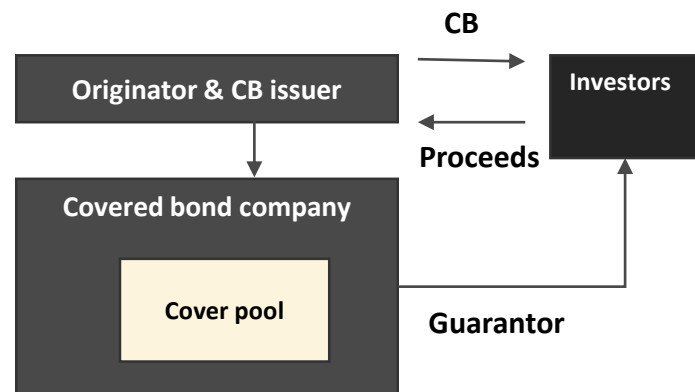 CB
Originator & CB issuer
Investors
Proceeds
Covered bond company
Cover pool
Guarantor